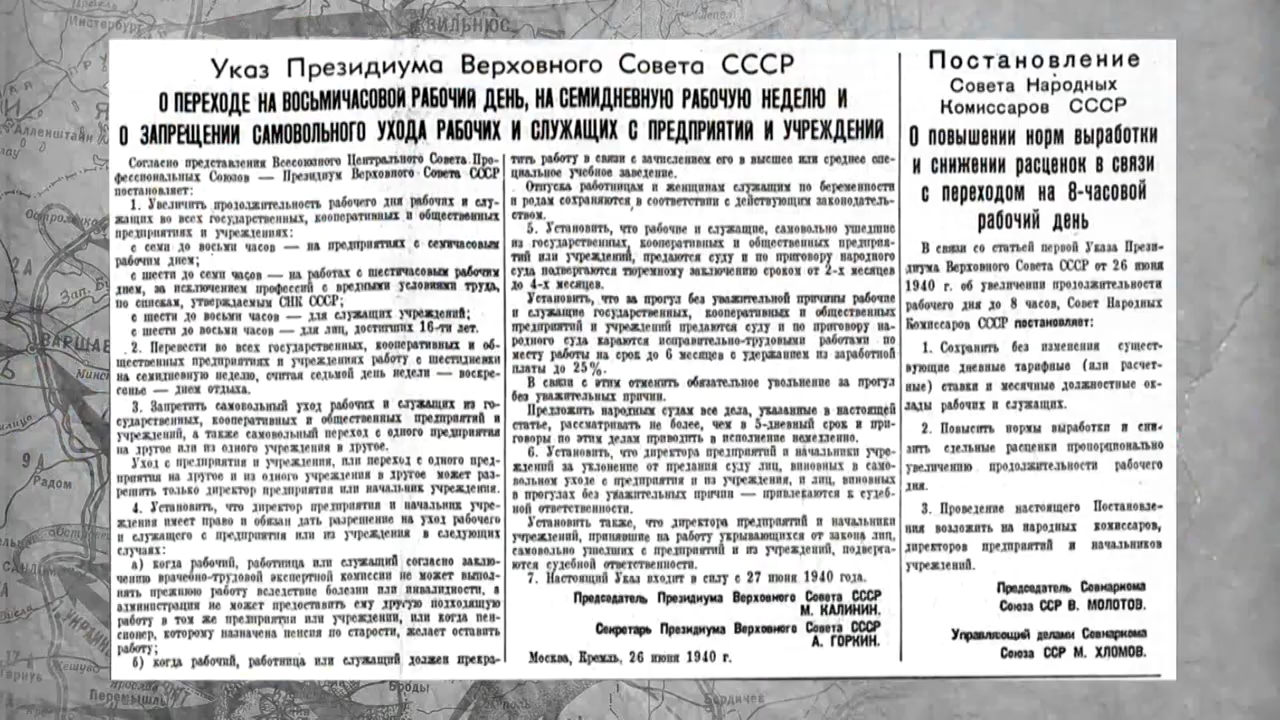 Указ Президиума Верховного Совета СССР
О ПЕРЕХОДЕ НА ВОСЬМИЧАСОВОЙ РАБОЧИЙ ДЕНЬ, НА СЕМИДНЕВНУЮ РАБОЧУЮ НЕДЕЛЮ И
О ЗАПРЕЩЕНИИ САМОВОЛЬНОГО УХОДА РАБОЧИХ И СЛУЖАЩИХ С ПРЕДПРИЯТИЙ И УЧРЕЖДЕНИЙ
Согласно представления Всесоюзного Центрального Совета Про-
фессиональных Союзов — Президиум Верховного Совета СССР
постановляет:
1. Увеличить продолжительность рабочего дня рабочих и слу-
жащих во всех государственных, кооперативных и общественных
предприятиях и учреждениях:
с семи до восьми часов — на предприятиях с семичасовым
рабочим днем;
с шести до семи часов — на работах с шестичасовым рабочим
днем, за исключением профессий с вредными условиями труда,
по спискам, утверждаемым СНК СССР;
с шести до восьми часов — для служащих учреждений;
с шести до восьми часов — для лиц, достигших 16-ти лет.
2. Перевести во всех государственных, кооперативных и об-
щественных предприятиях и учреждениях работу с шестидневки
на семидневную неделю, считая седьмой день недели — воскре-
сенье — днем отдыха.
3. Запретить самовольный уход рабочих и служащих из го-
сударственных, кооперативных и общественных предприятий и
учреждений, а также самовольный переход с одного предприятия
на другое или из одного учреждения в другое.
Уход с предприятия и учреждения, или переход с одного пред-
приятия на другое и из одного учреждения в другое может раз-
решить только директор предприятия или начальник учреждения.
4. Установить, что директор предприятия и начальник учре-
ждения имеет право и обязан дать разрешение на уход рабочего
и служащего с предприятия или из учреждения в следующих
случаях:
а) когда рабочий, работница или служащий согласно заклю-
чению врачебно-трудовой экспертной комиссии не может выпол-
нять прежнюю работу вследствие болезни или инвалидности, а
администрация не может предоставить ему другую подходящую
работу в том же предприятии или учреждении, или когда пен-
сионер, которому назначена пенсия по старости, желает оставить
работу;
б) когда рабочий, работница или служащий должен прекра-
тить работу в связи с зачислением его в высшее или среднее спе-
циальное учебное заведение.
Отпуска работницам и женщинам служащим по беременности
и родам сохраняются в соответствии с действующим законодатель-
ством.
5. Установить, что рабочие и служащие, самовольно ушедшие
из государственных, кооперативных и общественных предприя-
тий или учреждений, предаются суду и по приговору народного
суда подвергаются тюремному заключению сроком от 2-х месяцев
до 4-х месяцев.
Установить, что за прогул без уважительной причины рабочие
и служащие государственных, кооперативных и общественных
предприятий и учреждений предаются суду и по приговору на-
родного суда караются исправительно-трудовыми работами по
месту работы на срок до 6 месяцев с удержанием из заработной
платы до 25%.
В связи с этим отменить обязательное увольнение за прогул
без уважительных причин.
Предложить народным судам все дела, указанные в настоящей
статье, рассматривать не более, чем в 5-дневный срок и при-
говоры по этим делам приводить в исполнение немедленно.
6. Установить, что директора предприятий и начальники учре-
ждений за уклонение от предания суду лиц, виновных в само-
вольном уходе с предприятия и из учреждения, и лиц, виновных
в прогулах без уважительных причин — привлекаются к судеб-
ной ответственности.
Установить также, что директора предприятий и начальники
учреждений, принявшие на работу укрывающихся от закона лиц,
самовольно ушедших с предприятий и из учреждений, подверга-
ются судебной ответственности.
7. Настоящий Указ входит в силу с 27 июня 1940 года.
Председатель Президиума Верховного Совета СССР
М. КАЛИНИН.
Секретарь Президиума Верховного Совета СССР
А. ГОРКИН.
Москва, Кремль, 26 июня 1940 г.
Постановление
Совета Народных
Комиссаров СССР
О повышении норм выработки
и снижении расценок в связи
с переходом на 8-часовой
рабочий день
В связи со статьей первой Указа Прези-
диума Верховного Совета СССР от 26 июня
1940 г. об увеличении продолжительности
рабочего дня до 8 часов, Совет Народных
Комиссаров СССР постановляет:
1. Сохранить без изменения сущест-
вующие дневные тарифные (или расчет-
ные) ставки и месячные должностные ок-
лады рабочих и служащих.
2. Повысить нормы выработки и сни-
зить сдельные расценки пропорционально
увеличению продолжительности рабочего
дня.
3. Проведение настоящего Постановле-
ния возложить на народных комиссаров,
директоров предприятий и начальников
учреждений.
Председатель Совнаркома
Союза ССР В. МОЛОТОВ.
Управляющий делами Совнаркома
Союза ССР М. ХЛОМОВ.
ВИЛЬНЮС
Инстербург
Алленштайн
Зап.
ВАРШАВ
Минск
Радом
Жешув
Перемышль
Броды
Бердичев